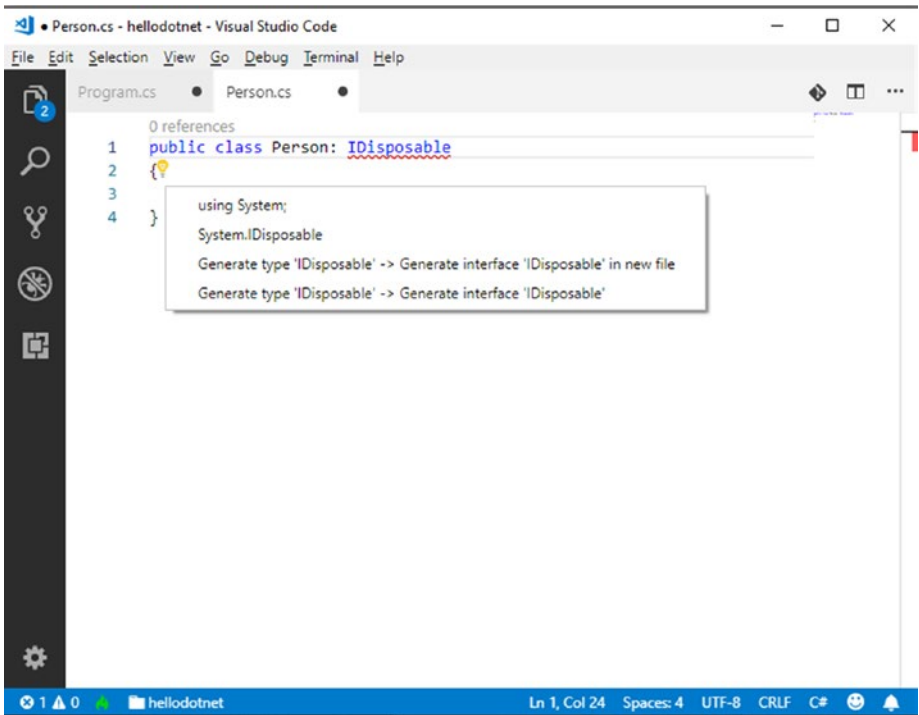 ● Person.cs - hellodotnet - Visual Studio Code
File Edit Selection View Go Debug Terminal Help
Program.cs ● Person.cs ●
2
0 references
1 public class Person: IDisposable
2 {
3
4 }
using System;
System.IDisposable
Generate type 'IDisposable' -> Generate interface 'IDisposable' in new file
Generate type 'IDisposable' -> Generate interface 'IDisposable'
1 0 hellodotnet Ln 1, Col 24 Spaces: 4 UTF-8 CRLF C#